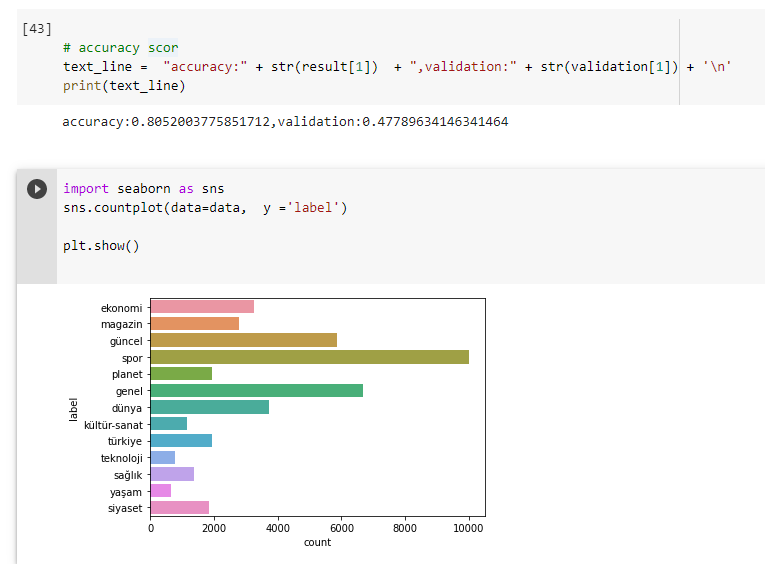 [43]
# accuracy scor
text_line =  "accuracy:" + str(result[1])  + ",validation:" + str(validation[1]) + '\n'
print(text_line)
accuracy:0.8052003775851712,validation:0.47789634146341464
import seaborn as sns
sns.countplot(data=data,  y ='label')
plt.show()
ekonomi
magazin
güncel
spor
planet
genel
dünya
kültür-sanat
türkiye
teknoloji
sağlık
yaşam
siyaset
label
0 2000 4000 6000 8000 10000
count